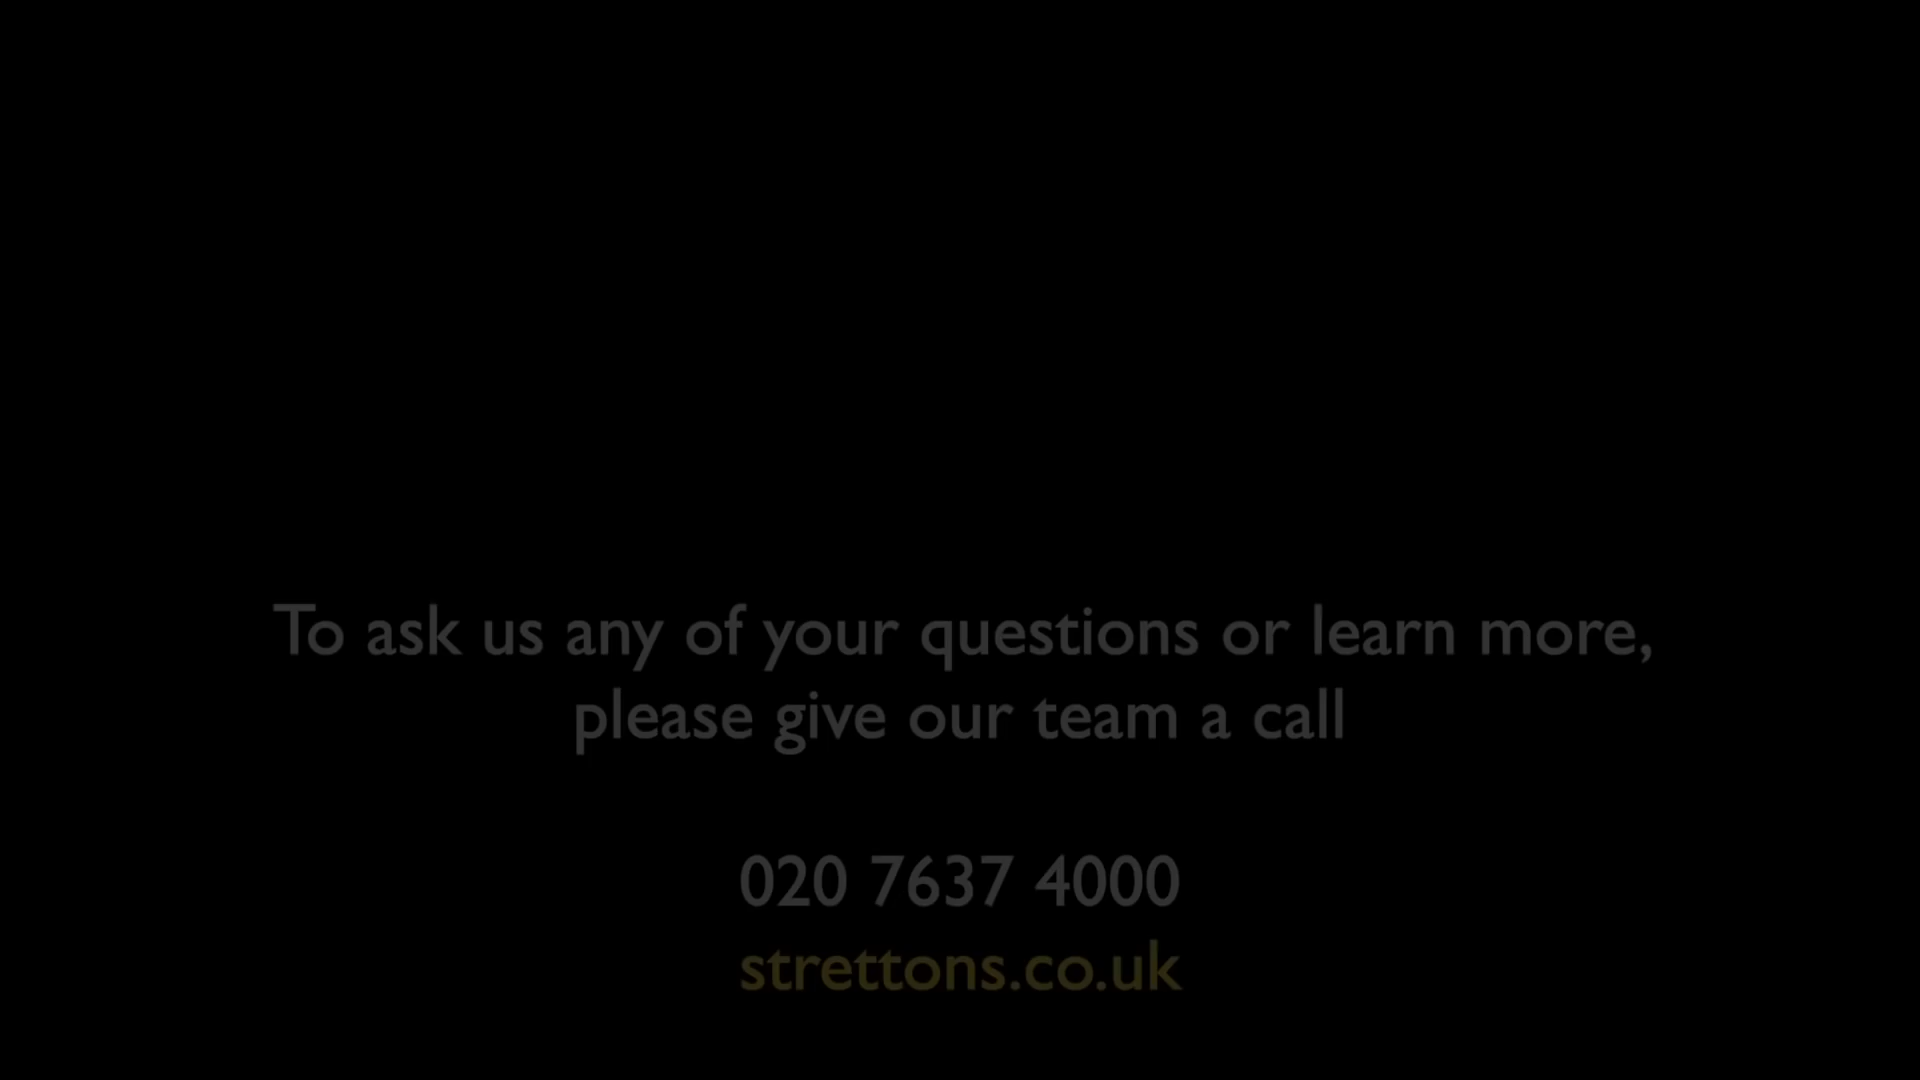 To ask us any of your questions or learn more,
please give our team a call
020 7637 4000
strettons.co.uk